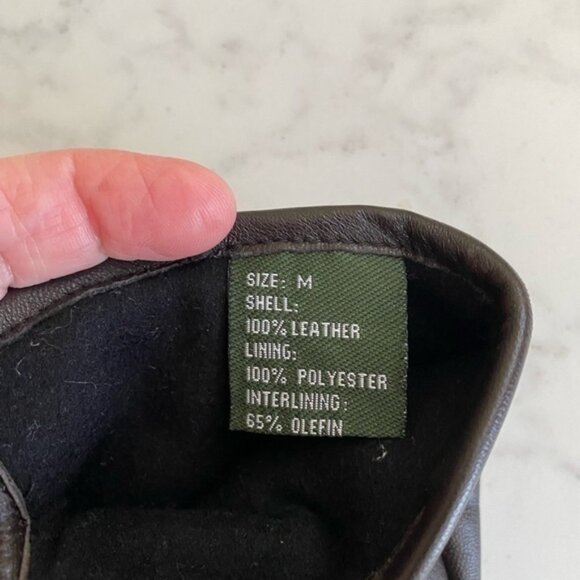 SIZE: M
SHELL:
100% LEATHER
LINING:
100% POLYESTER
INTERLINING:
65% OLEFIN